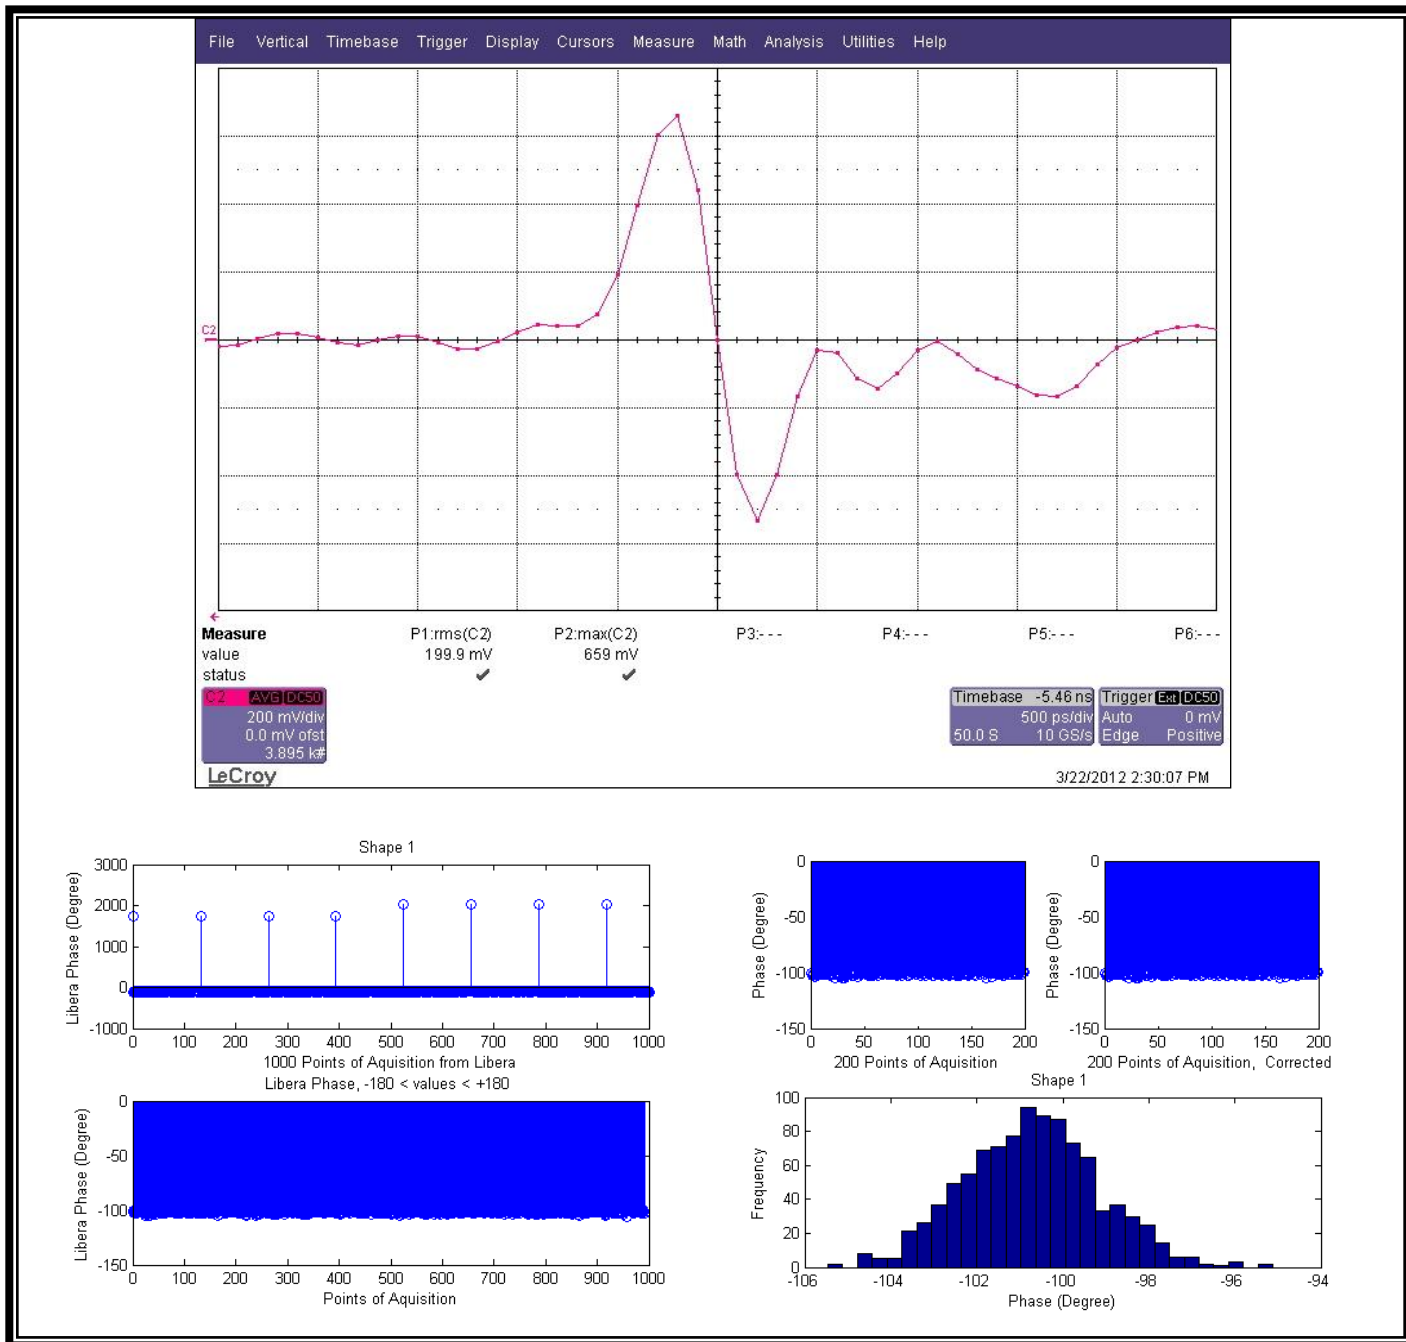 File Vertical Timebase Trigger Display Cursors Measure Math Analysis Utilities Help
C2
Measure P1:rms(C2) P2:max(C2) P3:--- P4:--- P5:--- P6:---
value 199.9 mV 659 mV
status
C2 AVG DC50
200 mV/div
0.0 mV ofst
3.895 k#
Timebase -5.46 ns
500 ps/div
50.0 S 10 GS/s
Trigger Ext DC50
Auto 0 mV
Edge Positive
LeCroy
3/22/2012 2:30:07 PM
Shape 1
Libera Phase (Degree)
3000
2000
1000
0
-1000
0 100 200 300 400 500 600 700 800 900 1000
1000 Points of Aquisition from Libera
Phase (Degree)
0
-50
-100
-150
0 50 100 150 200
200 Points of Aquisition
Phase (Degree)
0
-50
-100
-150
0 50 100 150 200
200 Points of Aquisition, Corrected
Libera Phase, -180 < values < +180
Libera Phase (Degree)
0
-50
-100
-150
0 100 200 300 400 500 600 700 800 900 1000
Points of Aquisition
Shape 1
Frequency
100
80
60
40
20
0
-106 -104 -102 -100 -98 -96 -94
Phase (Degree)